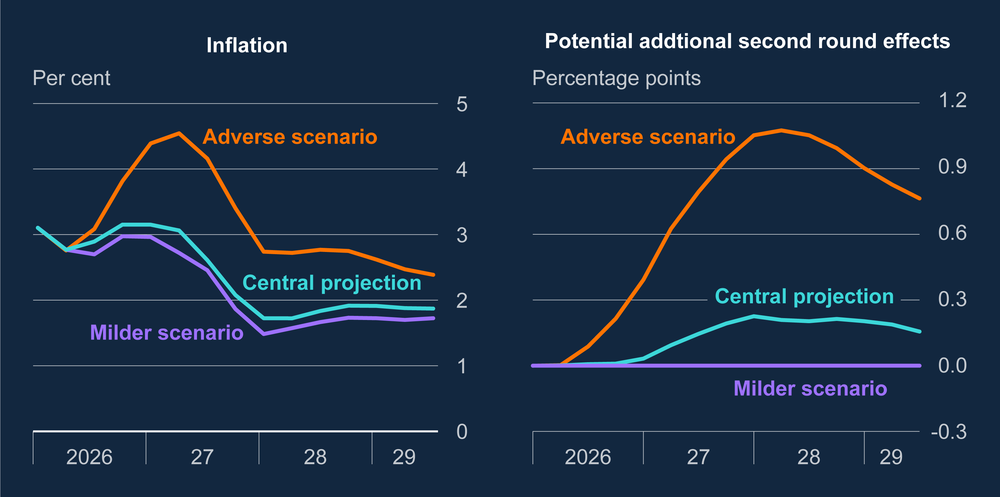 Inflation
Per cent
5
Adverse scenario
4
3
Central projection
2
Milder scenario
1
0
2026 27 28 29
Potential addtional second round effects
Percentage points
1.2
Adverse scenario
0.9
0.6
Central projection
0.3
0.0
Milder scenario
-0.3
2026 27 28 29